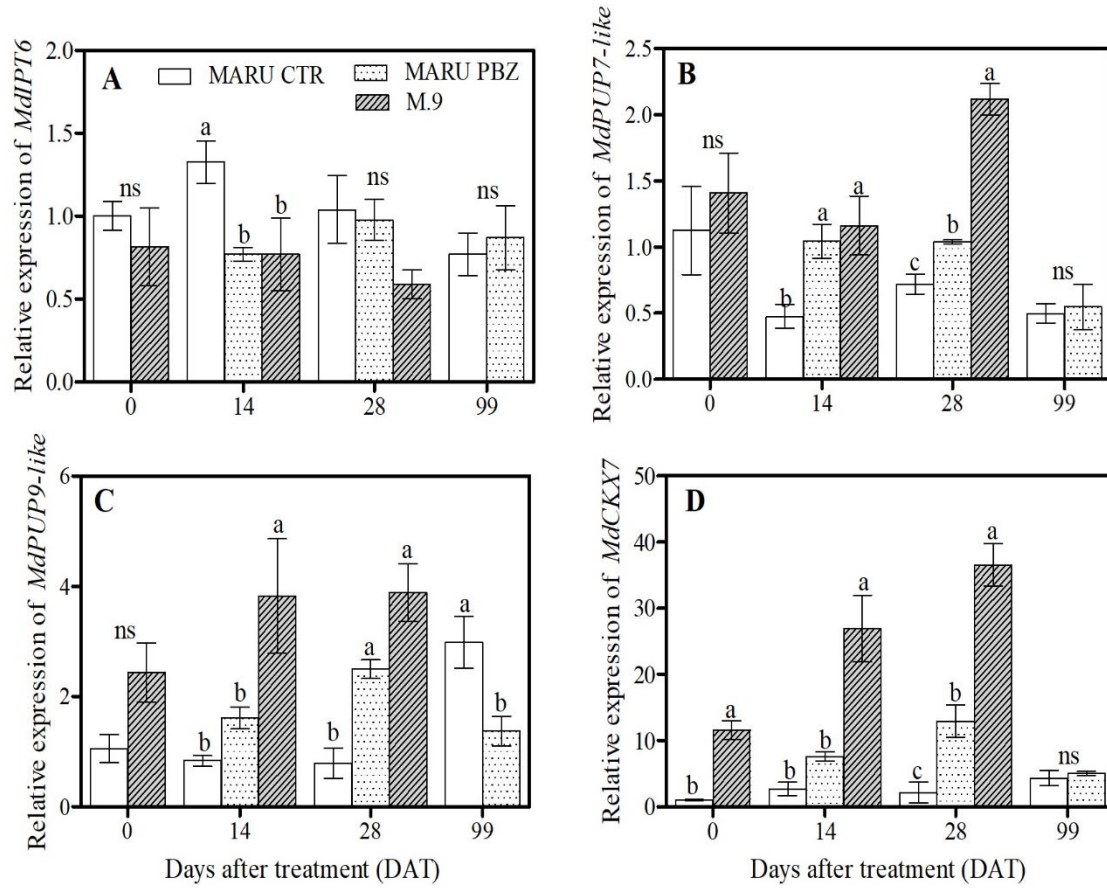 Relative expression of MdIPT6
2.0
1.5
1.0
0.5
0.0
A
MARU CTR
MARU PBZ
M.9
ns
a
b
b
ns
ns
0
14
28
99
Relative expression of MdPUP7-like
2.5
2.0
1.5
1.0
0.5
0.0
B
ns
b
a
a
c
b
a
ns
0
14
28
99
Relative expression of MdPUP9-like
6
4
2
0
C
ns
b
b
a
b
a
a
a
b
0
14
28
99
Days after treatment (DAT)
Relative expression of MdCKX7
50
40
30
20
10
0
D
b
a
b
b
a
c
b
a
ns
0
14
28
99
Days after treatment (DAT)